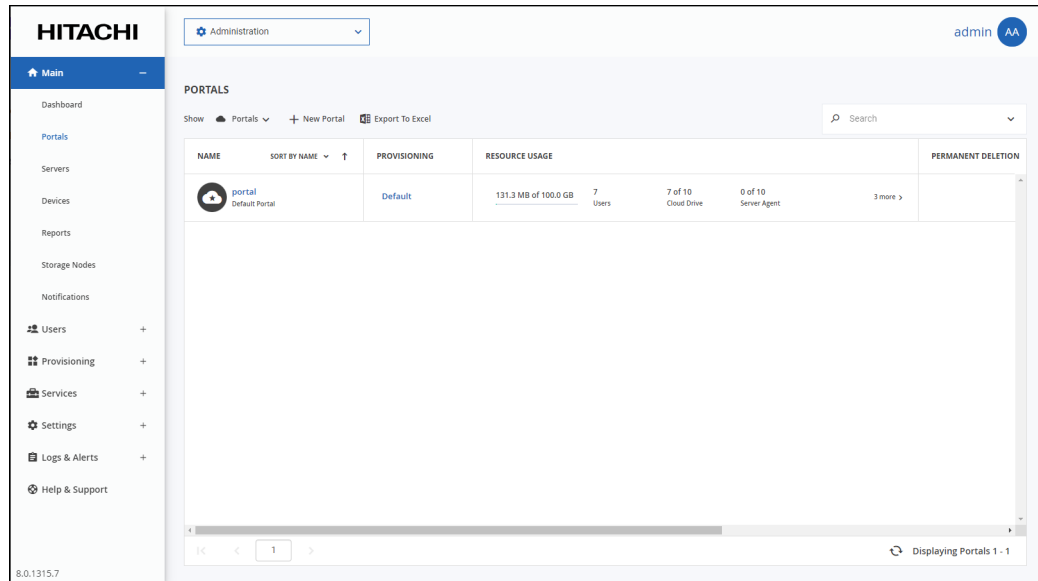 HITACHI
Administration
admin AA
Main
Dashboard
Portals
Servers
Devices
Reports
Storage Nodes
Notifications
Users
Provisioning
Services
Settings
Logs & Alerts
Help & Support
8.0.1315.7
PORTALS
Show Portals New Portal Export To Excel
Search
NAME SORT BY NAME PROVISIONING RESOURCE USAGE PERMANENT DELETION
portal
Default Portal
Default
131.3 MB of 100.0 GB
7
Users
7 of 10
Cloud Drive
0 of 10
Server Agent
3 more
1
Displaying Portals 1 - 1